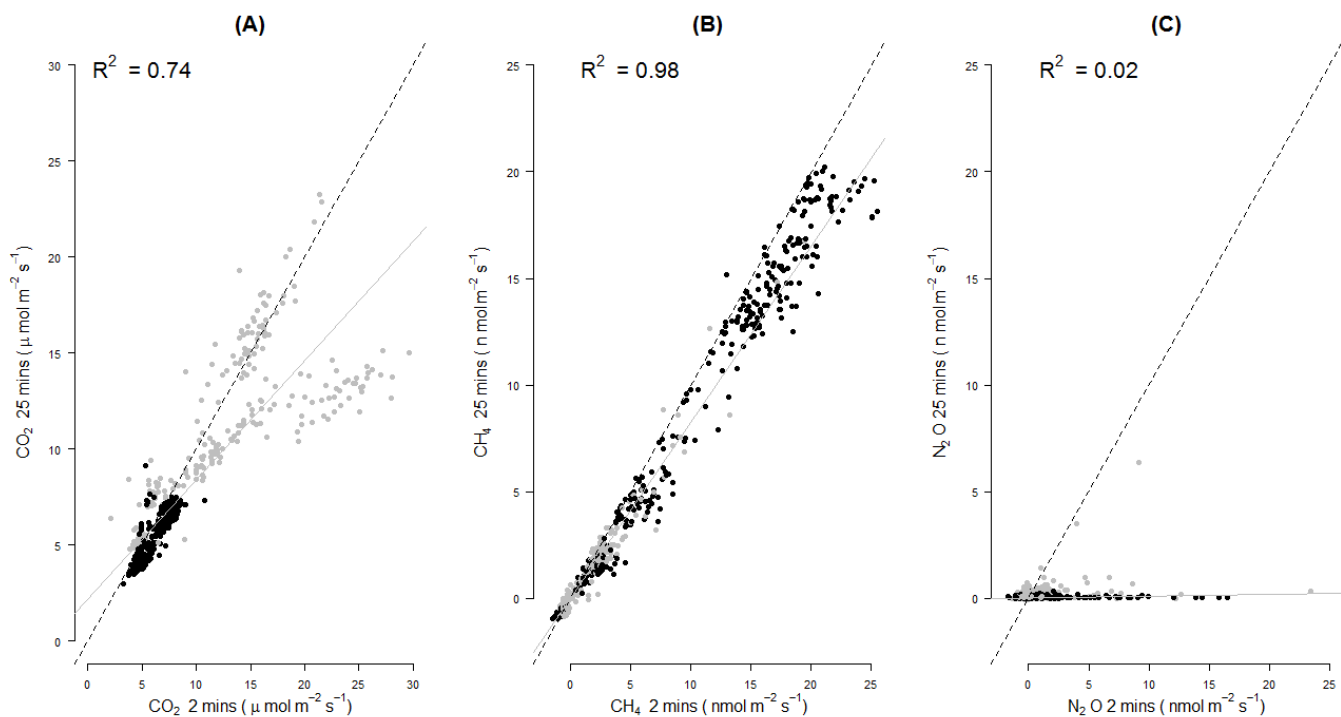 (A)
R² = 0.74
30
25
20
15
10
5
0
CO₂ 25 mins ( μ mol m⁻² s⁻¹)
0 5 10 15 20 25 30
CO₂ 2 mins ( μ mol m⁻² s⁻¹)
(B)
R² = 0.98
25
20
15
10
5
0
CH₄ 25 mins ( n mol m⁻² s⁻¹)
0 5 10 15 20 25
CH₄ 2 mins ( nmol m⁻² s⁻¹)
(C)
R² = 0.02
25
20
15
10
5
0
N₂ O 25 mins ( n mol m⁻² s⁻¹)
0 5 10 15 20 25
N₂ O 2 mins ( nmol m⁻² s⁻¹)